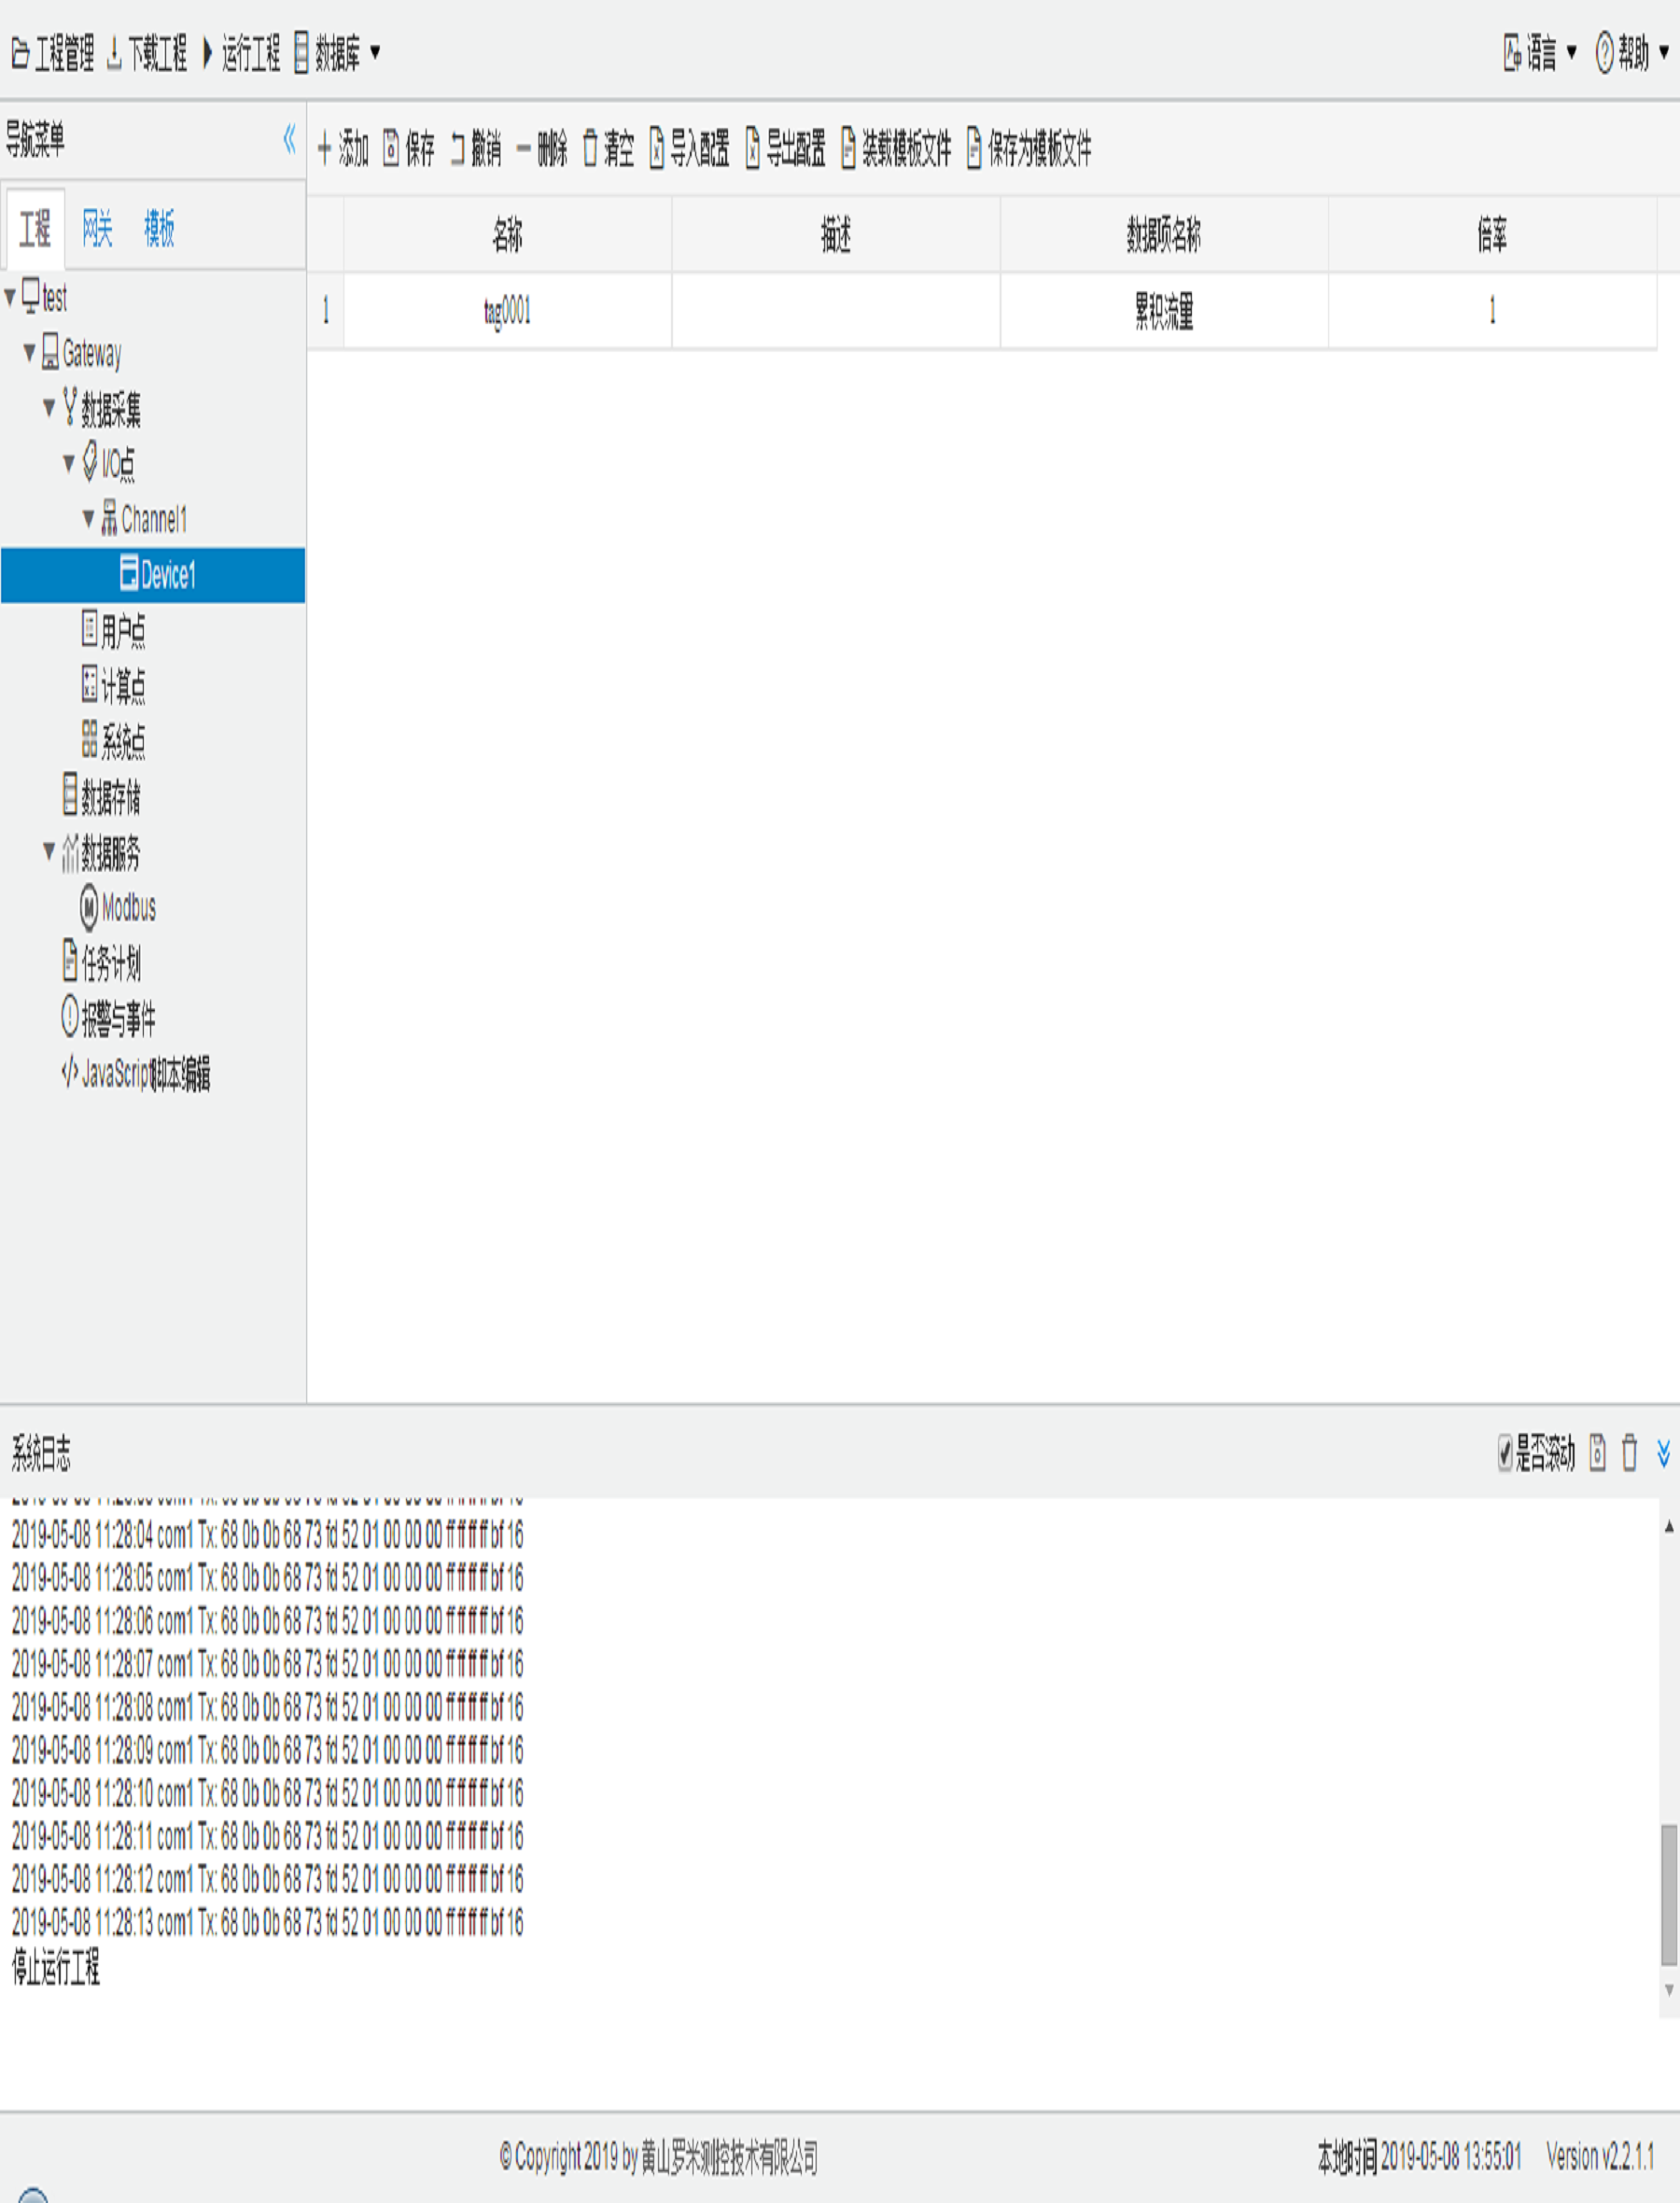 工程管理 下载工程 运行工程 数据库 语言 帮助
导航菜单 添加 保存 撤销 删除 清空 导入配置 导出配置 装载模板文件 保存为模板文件
工程 网关 模板
名称 描述 数据项名称 倍率
1 tag0001 累积流量 1
test
Gateway
数据采集
I/O点
Channel1
Device1
用户点
计算点
系统点
数据存储
数据服务
Modbus
任务计划
报警与事件
JavaScript脚本编辑
系统日志 是否滚动
2019-05-08 11:28:04 com1 Tx: 68 0b 0b 68 73 fd 52 01 00 00 00 ff ff ff ff bf 16
2019-05-08 11:28:05 com1 Tx: 68 0b 0b 68 73 fd 52 01 00 00 00 ff ff ff ff bf 16
2019-05-08 11:28:06 com1 Tx: 68 0b 0b 68 73 fd 52 01 00 00 00 ff ff ff ff bf 16
2019-05-08 11:28:07 com1 Tx: 68 0b 0b 68 73 fd 52 01 00 00 00 ff ff ff ff bf 16
2019-05-08 11:28:08 com1 Tx: 68 0b 0b 68 73 fd 52 01 00 00 00 ff ff ff ff bf 16
2019-05-08 11:28:09 com1 Tx: 68 0b 0b 68 73 fd 52 01 00 00 00 ff ff ff ff bf 16
2019-05-08 11:28:10 com1 Tx: 68 0b 0b 68 73 fd 52 01 00 00 00 ff ff ff ff bf 16
2019-05-08 11:28:11 com1 Tx: 68 0b 0b 68 73 fd 52 01 00 00 00 ff ff ff ff bf 16
2019-05-08 11:28:12 com1 Tx: 68 0b 0b 68 73 fd 52 01 00 00 00 ff ff ff ff bf 16
2019-05-08 11:28:13 com1 Tx: 68 0b 0b 68 73 fd 52 01 00 00 00 ff ff ff ff bf 16
停止运行工程
© Copyright 2019 by 黄山罗米测控技术有限公司 本地时间 2019-05-08 13:55:01 Version v2.2.1.1